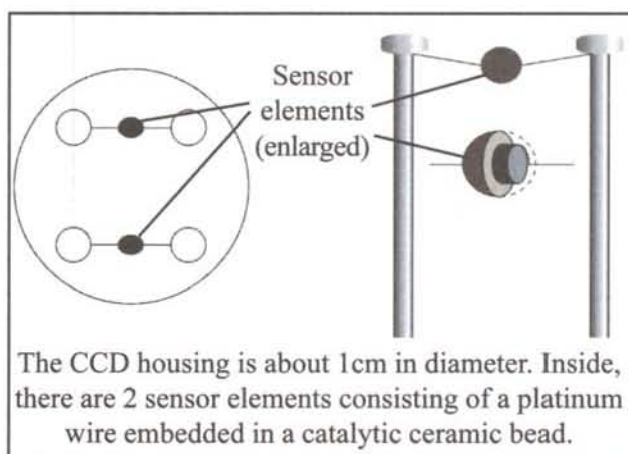 Sensor
elements
(enlarged)
The CCD housing is about 1cm in diameter. Inside,
there are 2 sensor elements consisting of a platinum
wire embedded in a catalytic ceramic bead.